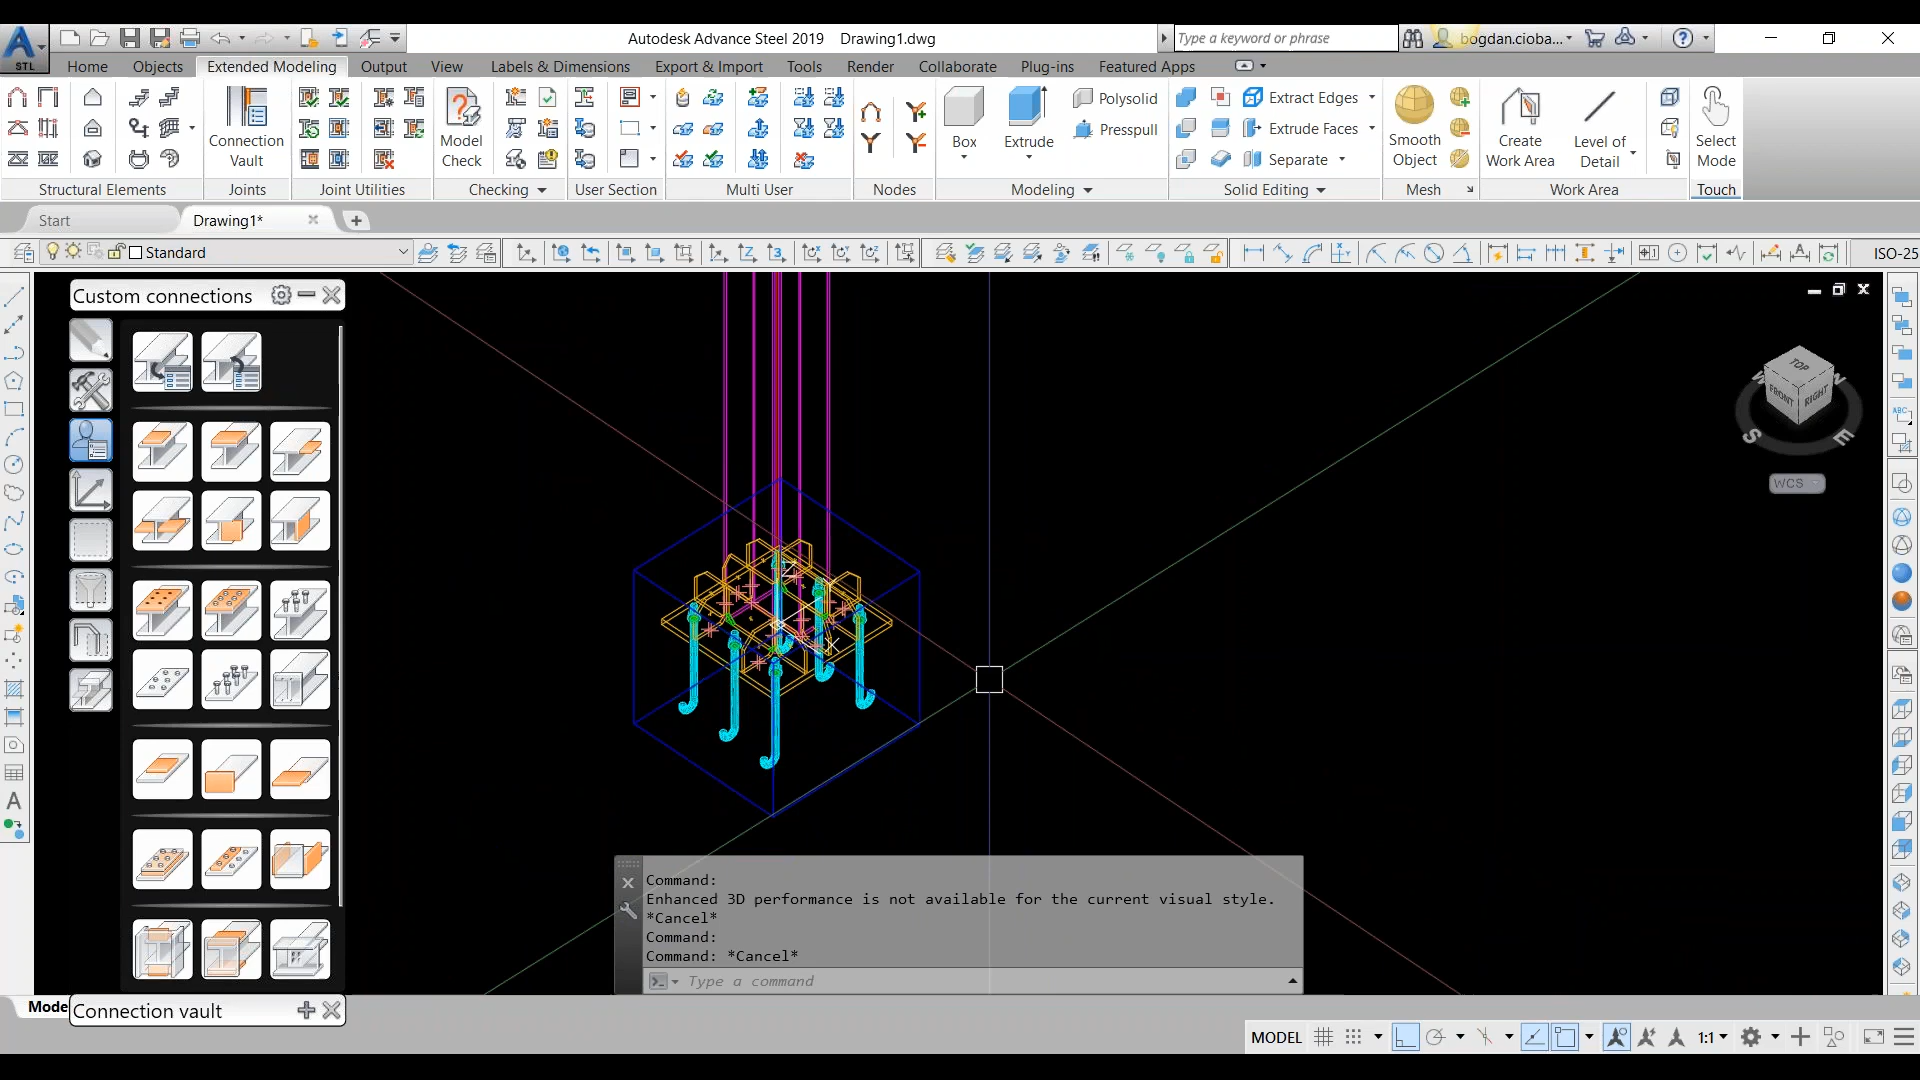 STL
Autodesk Advance Steel 2019 Drawing1.dwg
Type a keyword or phrase
bogdan.cioba...
Home Objects Extended Modeling Output View Labels & Dimensions Export & Import Tools Render Collaborate Plug-ins Featured Apps
Connection Vault
Model Check
Box
Extrude
Polysolid
Presspull
Extract Edges
Extrude Faces
Separate
Smooth Object
Create Work Area
Level of Detail
Select Mode
Structural Elements Joints Joint Utilities Checking User Section Multi User Nodes Modeling Solid Editing Mesh Work Area Touch
Start Drawing1* +
Standard
ISO-25
Custom connections
TOP
FRONT RIGHT
W N
S E
WCS
ABC
A
Command:
Enhanced 3D performance is not available for the current visual style.
*Cancel*
Command:
Command: *Cancel*
Type a command
Mode
Connection vault
MODEL 1:1